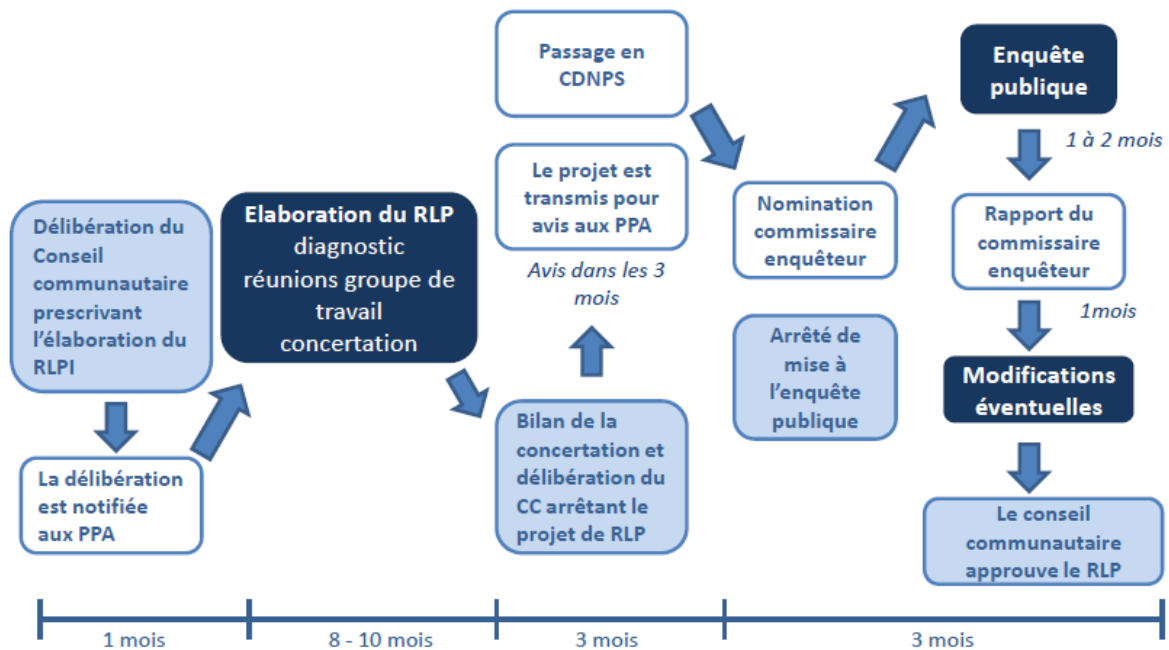 Délibération du
Conseil
communautaire
prescrivant
l'élaboration du
RLPI
La délibération
est notifiée
aux PPA
Elaboration du RLP
diagnostic
réunions groupe de
travail
concertation
Bilan de la
concertation et
délibération du
CC arrêtant le
projet de RLP
Passage en
CDNPS
Le projet est
transmis pour
avis aux PPA
Avis dans les 3
mois
Nomination
commissaire
enquêteur
Arrêté de
mise à
l'enquête
publique
Enquête
publique
1 à 2 mois
Rapport du
commissaire
enquêteur
1mois
Modifications
éventuelles
Le conseil
communautaire
approuve le RLP
1 mois
8 - 10 mois
3 mois
3 mois